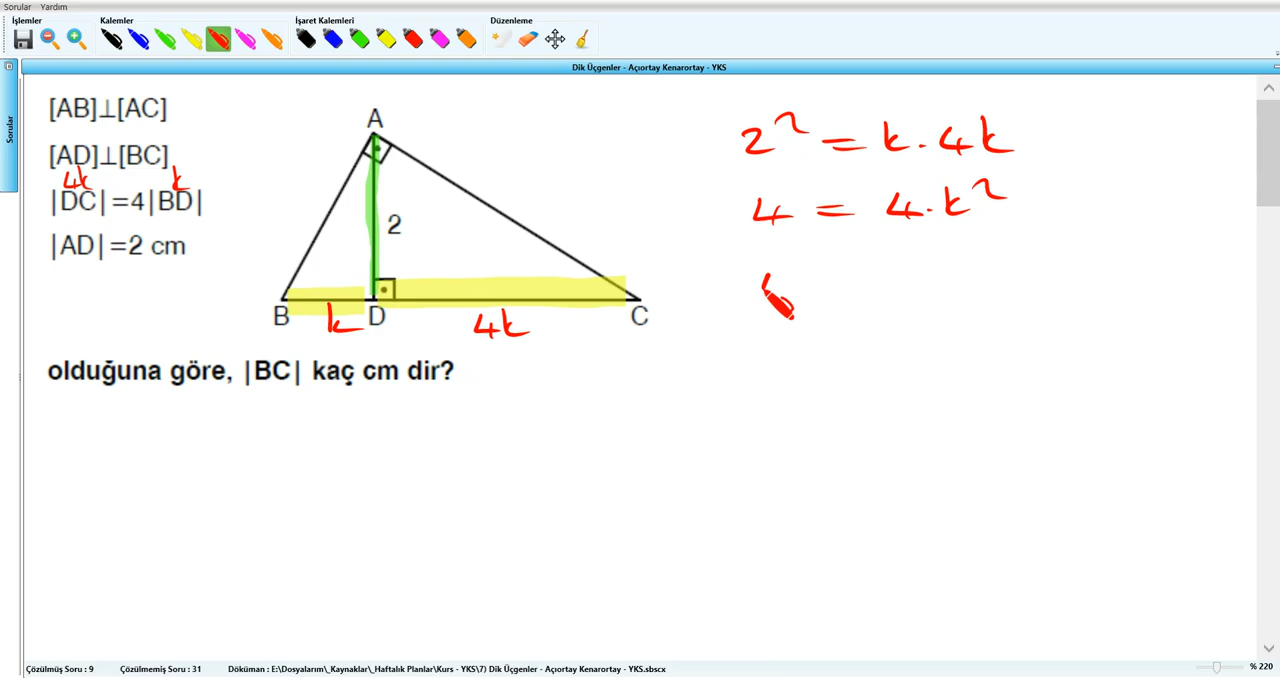 Sorular Yardım
İşlemler Kalemler İşaret Kalemleri Düzenleme
Dik Üçgenler - Açıortay Kenarortay - YKS
Sorular
[AB]⊥[AC]
[AD]⊥[BC]
4k k
|DC|=4|BD|
|AD|=2 cm
A
2
B D C
k 4k
olduğuna göre, |BC| kaç cm dir?
2² = k.4k
4 = 4.k²
Çözülmüş Soru : 9 Çözülmemiş Soru : 31 Döküman : E:\Dosyalarım\_Kaynaklar\_Haftalık Planlar\Kurs - YKS\7) Dik Üçgenler - Açıortay Kenarortay - YKS.sbscx % 220